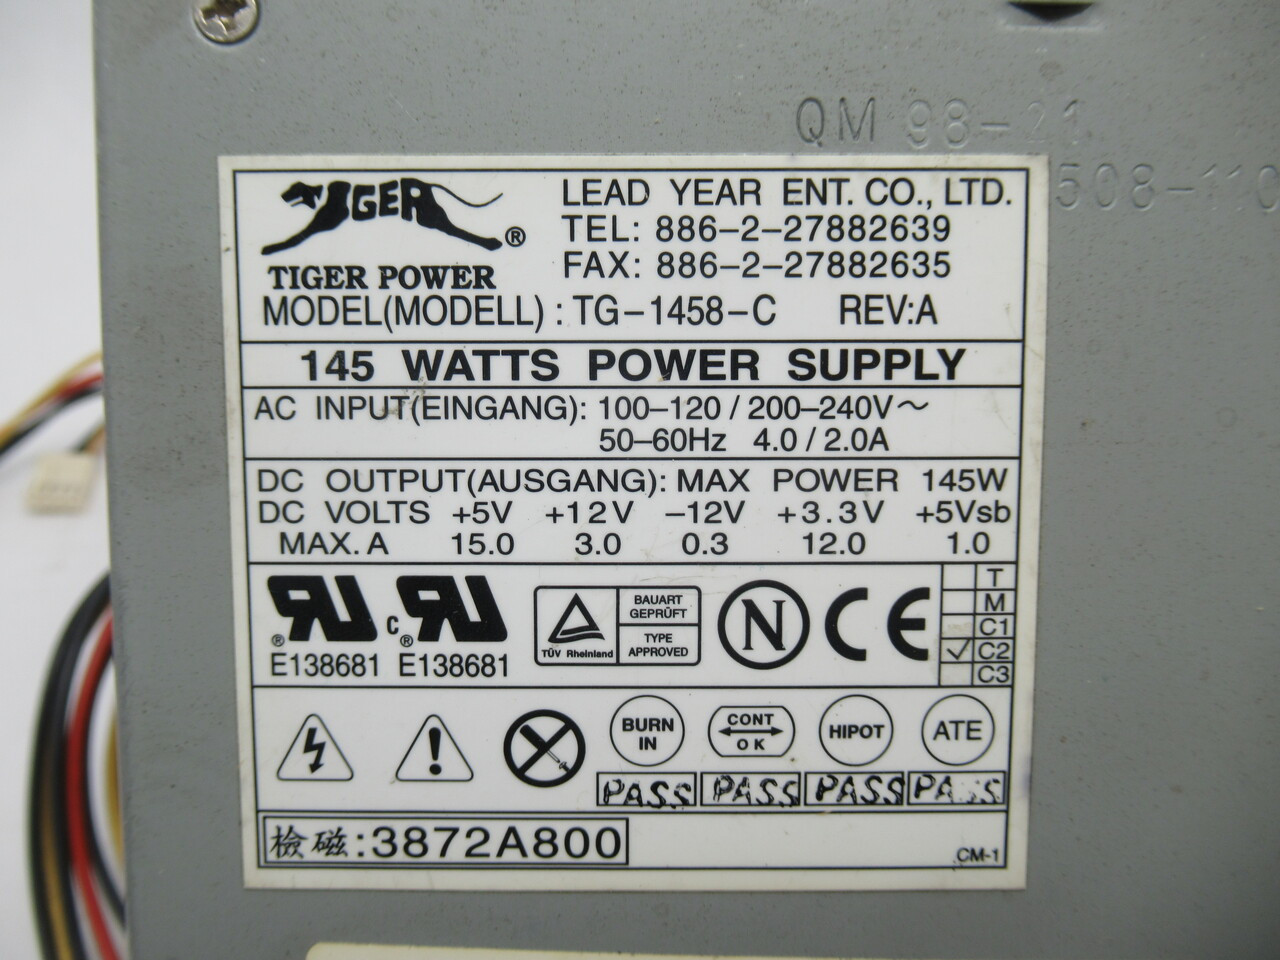 QM 98-21
508-110
TIGER ®
TIGER POWER
LEAD YEAR ENT. CO., LTD.
TEL: 886-2-27882639
FAX: 886-2-27882635
MODEL(MODELL) : TG-1458-C REV:A
145 WATTS POWER SUPPLY
AC INPUT(EINGANG): 100-120 / 200-240V~
50-60Hz 4.0 / 2.0A
DC OUTPUT(AUSGANG): MAX POWER 145W
DC VOLTS +5V +12V -12V +3.3V +5Vsb
MAX. A 15.0 3.0 0.3 12.0 1.0
® c ®
E138681 E138681
TÜV Rheinland
BAUART
GEPRÜFT
TYPE
APPROVED
N
CE
T
M
C1
✓ C2
C3
BURN
IN
CONT
OK
HIPOT
ATE
PASS PASS PASS PASS
檢磁:3872A800
CM-1